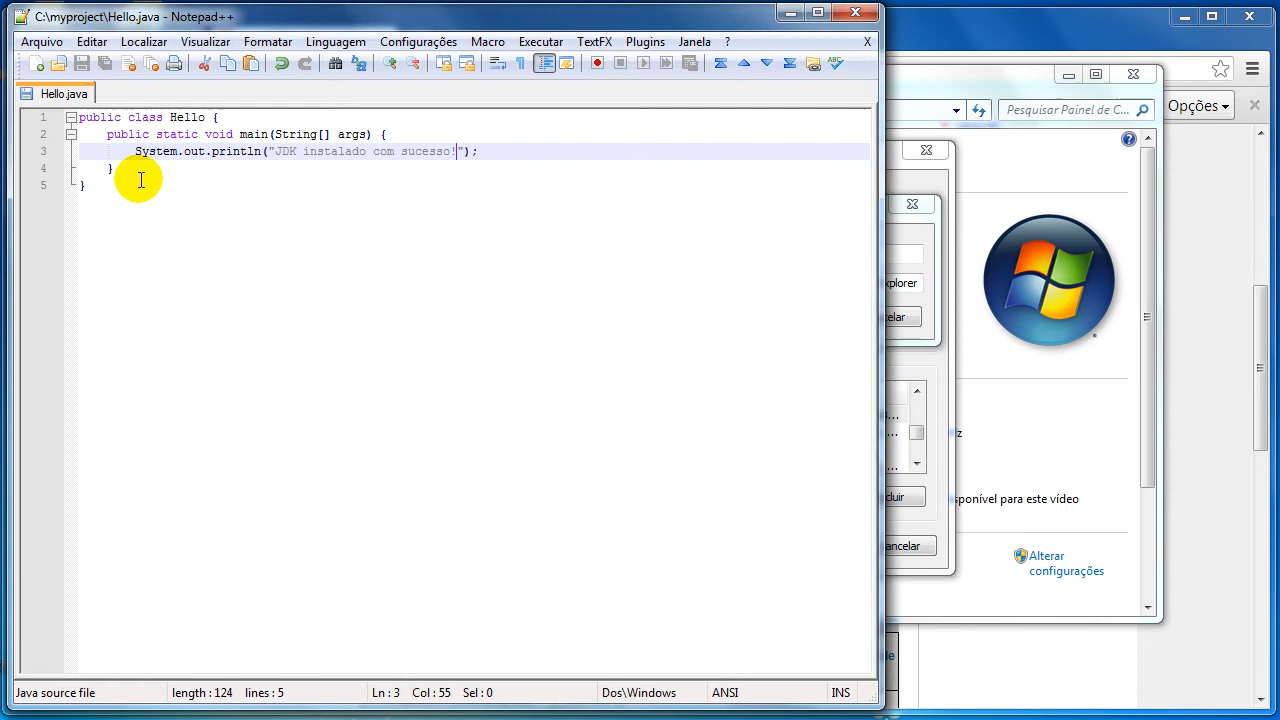 C:\myproject\Hello.java - Notepad++
Arquivo Editar Localizar Visualizar Formatar Linguagem Configurações Macro Executar TextFX Plugins Janela ? X
Hello.java
1 public class Hello {
2 public static void main(String[] args) {
3 System.out.println("JDK instalado com sucesso!");
4 }
5 }
Java source file length : 124 lines : 5 Ln : 3 Col : 55 Sel : 0 Dos\Windows ANSI INS
Opções
Pesquisar Painel de C...
xplorer
elar
z
luir
sponível para este vídeo
ancelar
Alterar
configurações